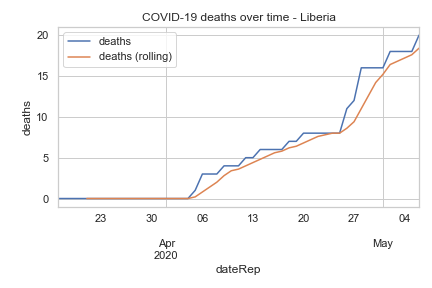 COVID-19 deaths over time - Liberia
deaths
deaths (rolling)
20
15
10
5
0
deaths
23 30 06 13 20 27 04
Apr May
2020
dateRep